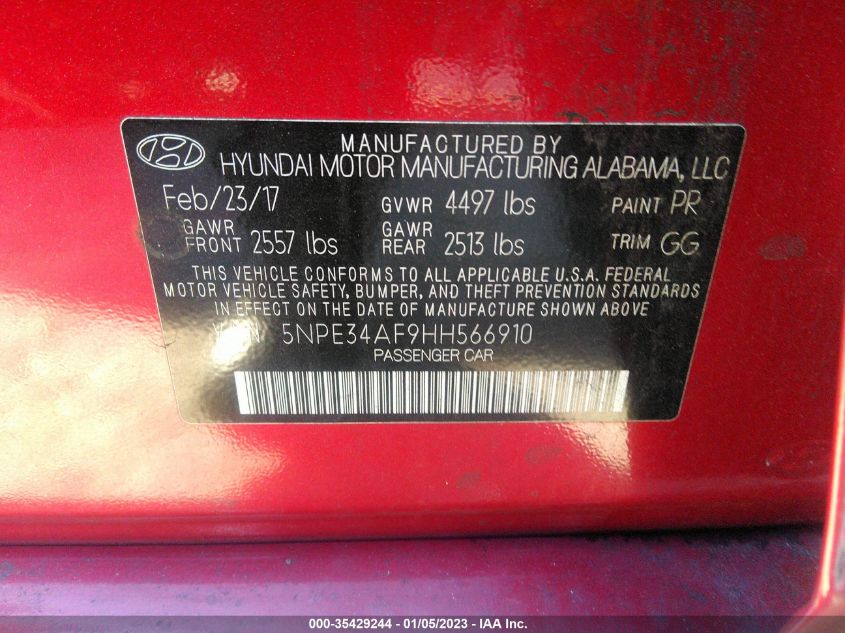 MANUFACTURED BY
HYUNDAI MOTOR MANUFACTURING ALABAMA, LLC
Feb/23/17 GVWR 4497 lbs PAINT PR
GAWR FRONT 2557 lbs GAWR REAR 2513 lbs TRIM GG
THIS VEHICLE CONFORMS TO ALL APPLICABLE U.S.A. FEDERAL
MOTOR VEHICLE SAFETY, BUMPER, AND THEFT PREVENTION STANDARDS
IN EFFECT ON THE DATE OF MANUFACTURE SHOWN ABOVE
5NPE34AF9HH566910
PASSENGER CAR
000-35429244 - 01/05/2023 - IAA Inc.